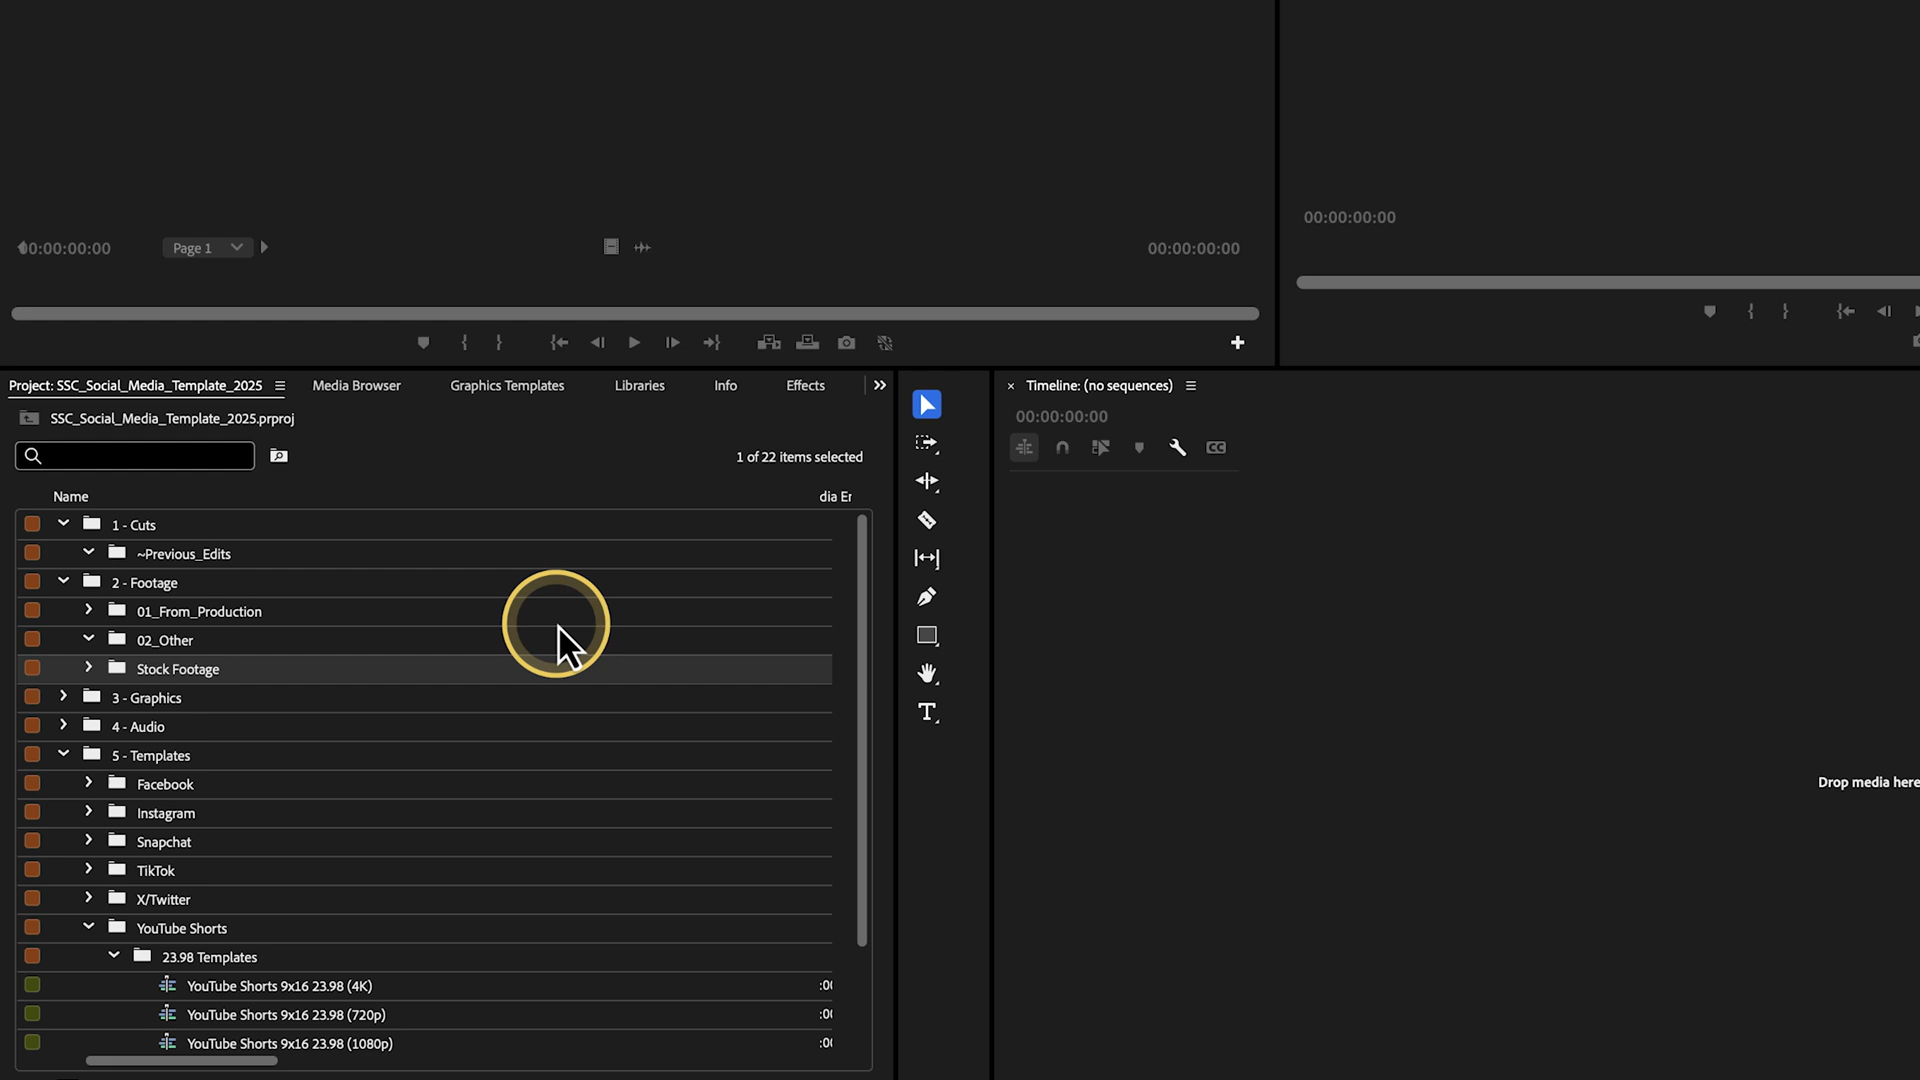 00:00:00:00
Page 1
00:00:00:00
00:00:00:00
Project: SSC_Social_Media_Template_2025
Media Browser
Graphics Templates
Libraries
Info
Effects
SSC_Social_Media_Template_2025.prproj
1 of 22 items selected
Name
dia Er
1 - Cuts
~Previous_Edits
2 - Footage
01_From_Production
02_Other
Stock Footage
3 - Graphics
4 - Audio
5 - Templates
Facebook
Instagram
Snapchat
TikTok
X/Twitter
YouTube Shorts
23.98 Templates
YouTube Shorts 9x16 23.98 (4K)
:00
YouTube Shorts 9x16 23.98 (720p)
:00
YouTube Shorts 9x16 23.98 (1080p)
:00
Timeline: (no sequences)
00:00:00:00
CC
Drop media here